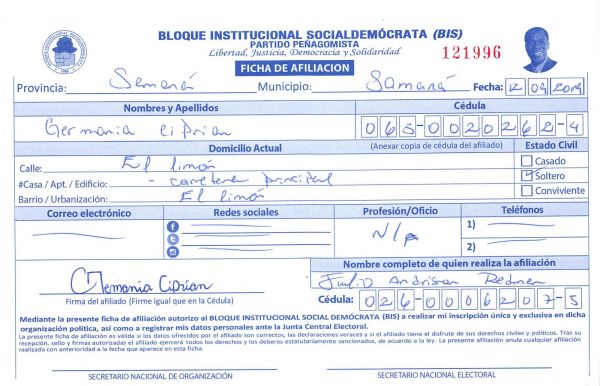 BLOQUE INSTITUCIONAL SOCIALDEMÓCRATA (BIS)
PARTIDO PEÑAGOMISTA
Libertad, Justicia, Democracia y Solidaridad
121996
FICHA DE AFILIACION
Provincia: Semaná Municipio: Samaná Fecha: 12 09 2019
Nombres y Apellidos Cédula
Germania Ciprian 065-0020262-4
Domicilio Actual (Anexar copia de cédula del afiliado) Estado Civil
Calle: El limón Casado
#Casa / Apt. / Edificio: - carretera principal Soltero
Barrio / Urbanización: El limón Conviviente
Correo electrónico Redes sociales Profesión/Oficio Teléfonos
N/A 1)
2)
Nombre completo de quien realiza la afiliación
Germania Ciprian Julio Andrison
Firma del afiliado (Firme igual que en la Cédula) Cédula: 026-0006207-5
Mediante la presente ficha de afiliación autorizo al BLOQUE INSTITUCIONAL SOCIAL DEMÓCRATA (BIS) a realizar mi inscripción única y exclusiva en dicha
organización política, así como a registrar mis datos personales ante la Junta Central Electoral.
La presente ficha de afiliación es válida si los datos ofrecidos por el afiliado son correctos, las declaraciones veraces y si el afiliado tiene el disfrute de sus derechos civiles y políticos. Tras su
recepción, sello y firmas autorizadas el afiliado ejercerá todos los derechos y los deberes estatutariamente sancionados, de acuerdo a la ley. La presente afiliación anula cualquier afiliación
realizada con anterioridad a la fecha que aparece en esta ficha.
SECRETARIO NACIONAL DE ORGANIZACIÓN SECRETARIO NACIONAL ELECTORAL